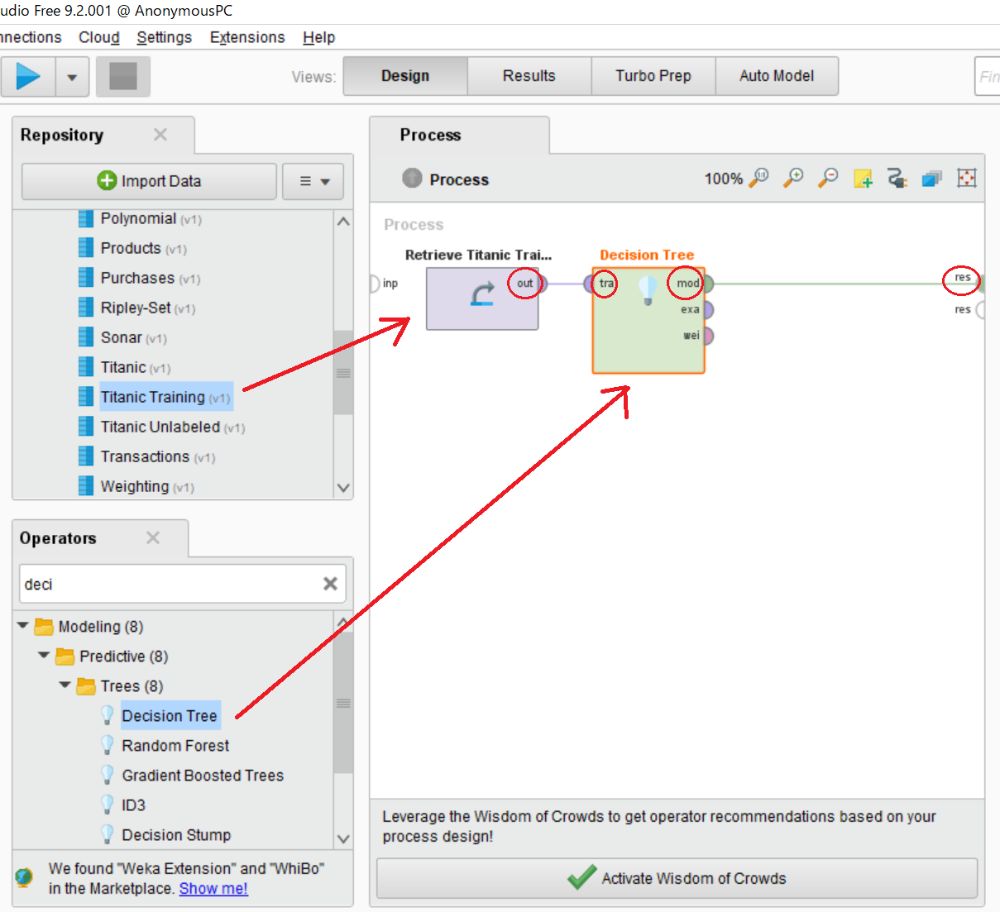 udio Free 9.2.001 @ AnonymousPC
nnections Cloud Settings Extensions Help
Views: Design Results Turbo Prep Auto Model Fin
Repository
Import Data
Polynomial (v1)
Products (v1)
Purchases (v1)
Ripley-Set (v1)
Sonar (v1)
Titanic (v1)
Titanic Training (v1)
Titanic Unlabeled (v1)
Transactions (v1)
Weighting (v1)
Operators
deci
Modeling (8)
Predictive (8)
Trees (8)
Decision Tree
Random Forest
Gradient Boosted Trees
ID3
Decision Stump
We found "Weka Extension" and "WhiBo"
in the Marketplace. Show me!
Process
Process
100%
Process
Retrieve Titanic Trai...
inp
out
Decision Tree
tra
mod
exa
wei
res
res
Leverage the Wisdom of Crowds to get operator recommendations based on your
process design!
Activate Wisdom of Crowds